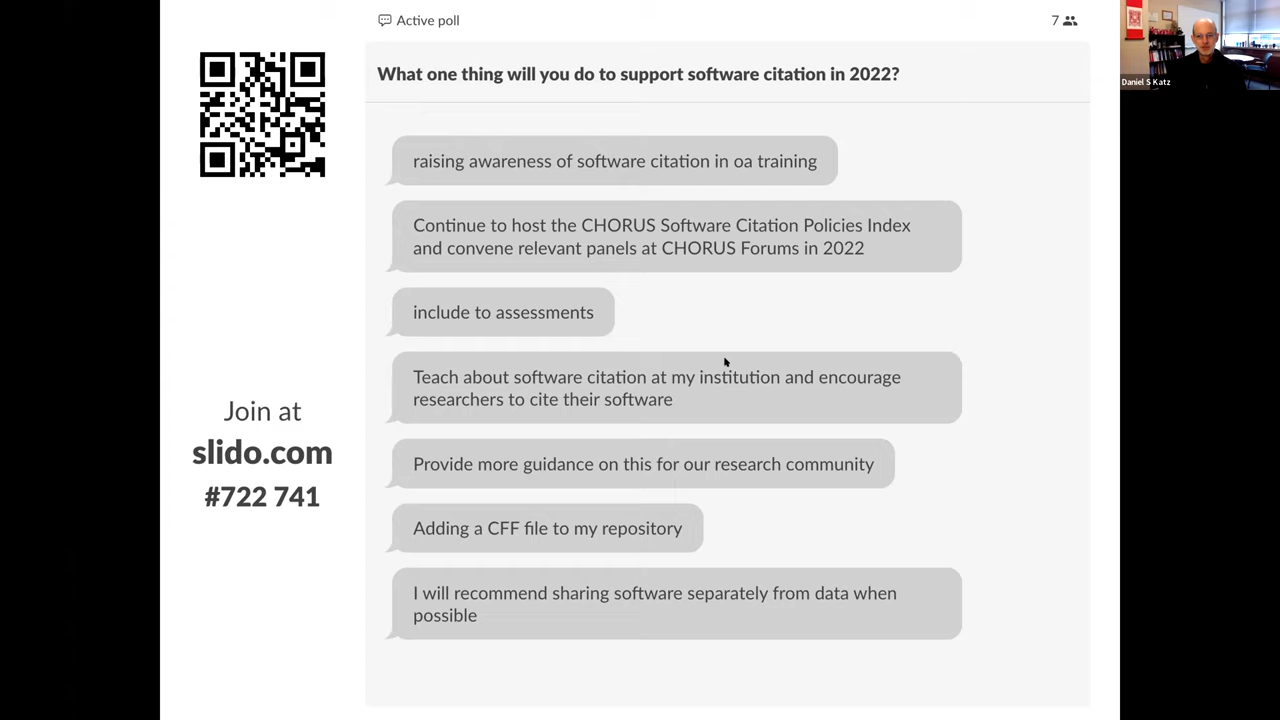 Active poll
7
Daniel S Katz
What one thing will you do to support software citation in 2022?
raising awareness of software citation in oa training
Continue to host the CHORUS Software Citation Policies Index
and convene relevant panels at CHORUS Forums in 2022
include to assessments
Teach about software citation at my institution and encourage
researchers to cite their software
Provide more guidance on this for our research community
Adding a CFF file to my repository
I will recommend sharing software separately from data when
possible
Join at
slido.com
#722 741